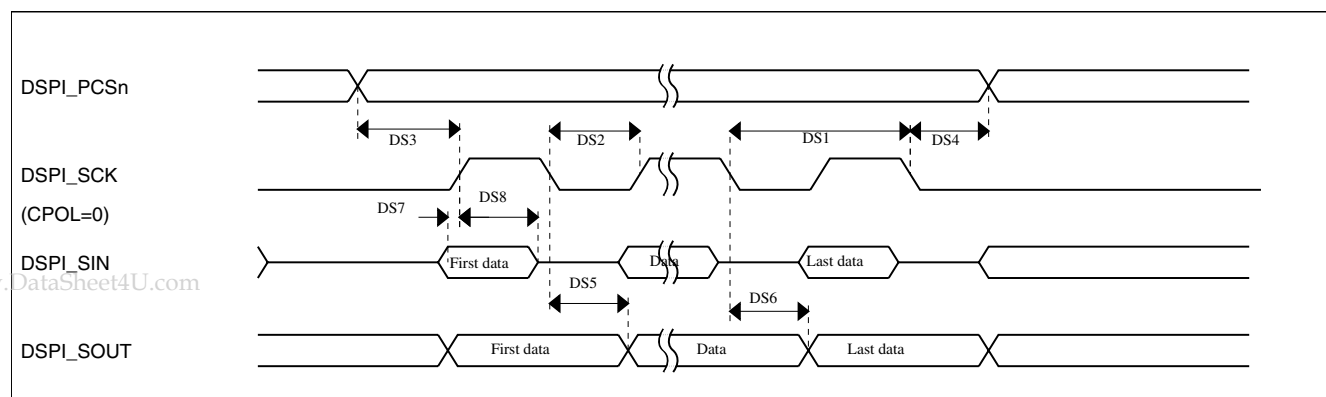 DSPI_PCSn
DS3
DS2
DS1
DS4
DSPI_SCK
(CPOL=0)
DS7
DS8
DSPI_SIN
First data
Data
Last data
.DataSheet4U.com
DS5
DS6
DSPI_SOUT
First data
Data
Last data